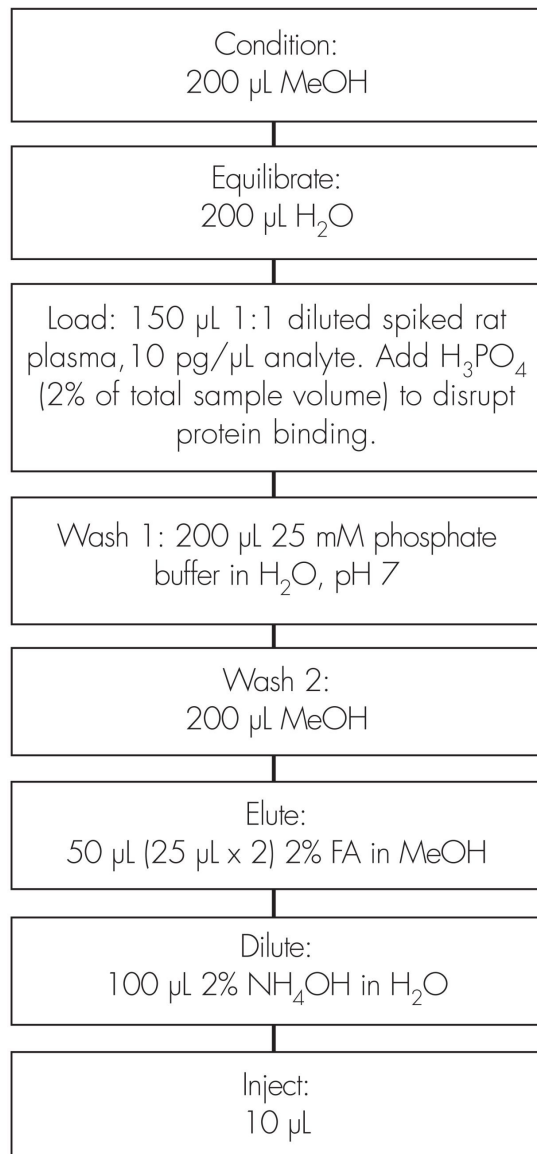 Condition:
200 µL MeOH
Equilibrate:
200 µL H₂O
Load: 150 µL 1:1 diluted spiked rat
plasma, 10 pg/µL analyte. Add H₃PO₄
(2% of total sample volume) to disrupt
protein binding.
Wash 1: 200 µL 25 mM phosphate
buffer in H₂O, pH 7
Wash 2:
200 µL MeOH
Elute:
50 µL (25 µL x 2) 2% FA in MeOH
Dilute:
100 µL 2% NH₄OH in H₂O
Inject:
10 µL